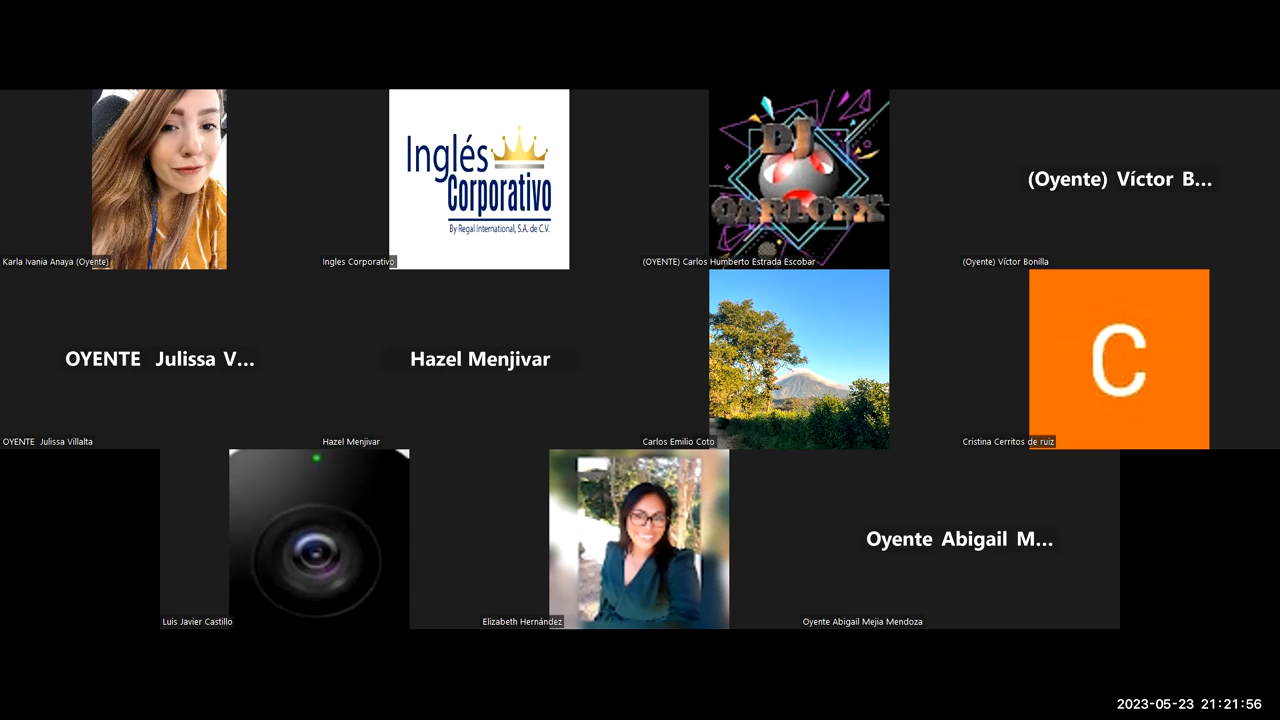 Inglés
Corporativo
By Regal International, S.A. de C.V.
DJ
QARLOXX
(Oyente) Víctor B...
Karla Ivania Anaya (Oyente)
Ingles Corporativo
(OYENTE) Carlos Humberto Estrada Escobar
(Oyente) Víctor Bonilla
OYENTE Julissa V...
Hazel Menjivar
C
OYENTE Julissa Villalta
Hazel Menjivar
Carlos Emilio Coto
Cristina Cerritos de ruiz
Oyente Abigail M...
Luis Javier Castillo
Elizabeth Hernández
Oyente Abigail Mejia Mendoza
2023-05-23 21:21:56